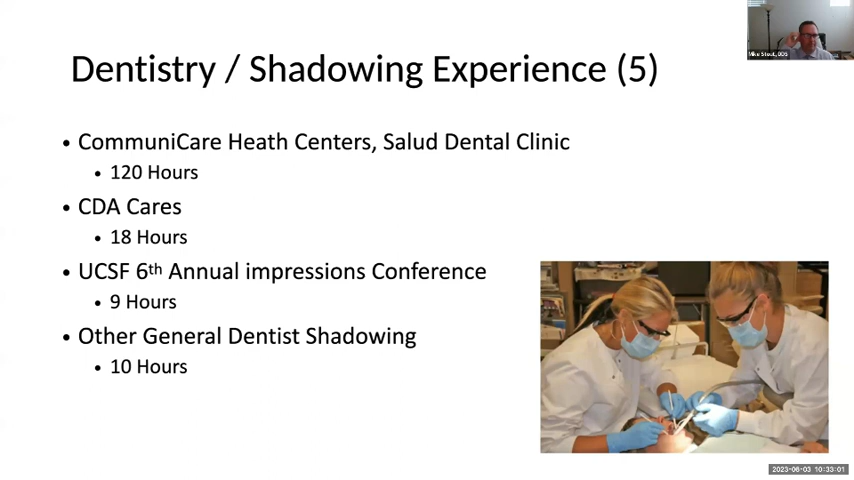 Mike Stout, DDS
Dentistry / Shadowing Experience (5)
• CommuniCare Heath Centers, Salud Dental Clinic
• 120 Hours
• CDA Cares
• 18 Hours
• UCSF 6th Annual impressions Conference
• 9 Hours
• Other General Dentist Shadowing
• 10 Hours
2023-06-03 10:33:01